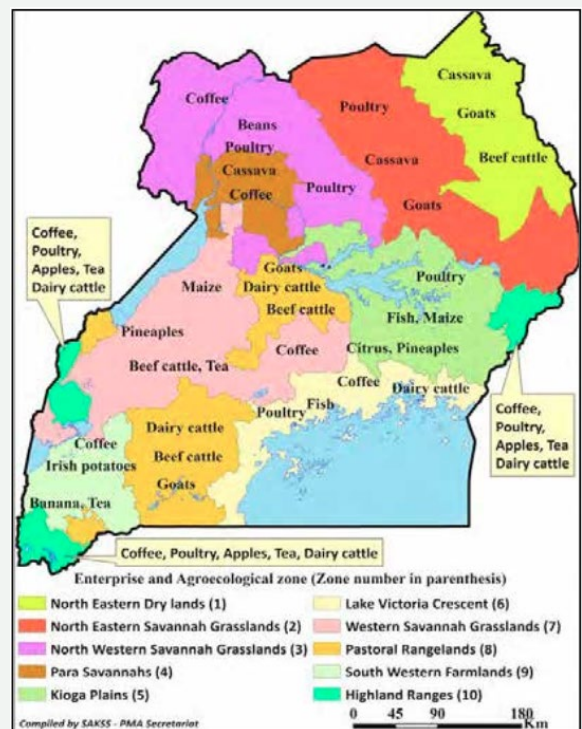 Cassava
Coffee
Poultry
Goats
Beans
Beef cattle
Poultry
Cassava
Cassava
Coffee
Poultry
Goats
Coffee,
Poultry,
Apples, Tea
Dairy cattle
Goats
Poultry
Maize
Dairy cattle
Beef cattle
Fish, Maize
Pineaples
Coffee
Citrus, Pineaples
Beef cattle, Tea
Coffee
Dairy cattle
Poultry
Fish
Coffee,
Poultry,
Apples, Tea
Dairy cattle
Dairy cattle
Coffee
Irish potatoes
Beef cattle
Goats
Banana, Tea
Coffee, Poultry, Apples, Tea, Dairy cattle
Enterprise and Agroecological zone (Zone number in parenthesis)
North Eastern Dry lands (1)
North Eastern Savannah Grasslands (2)
North Western Savannah Grasslands (3)
Para Savannahs (4)
Kioga Plains (5)
Lake Victoria Crescent (6)
Western Savannah Grasslands (7)
Pastoral Rangelands (8)
South Western Farmlands (9)
Highland Ranges (10)
Compiled by SAKSS - PMA Secretariat
0 45 90 180
Km